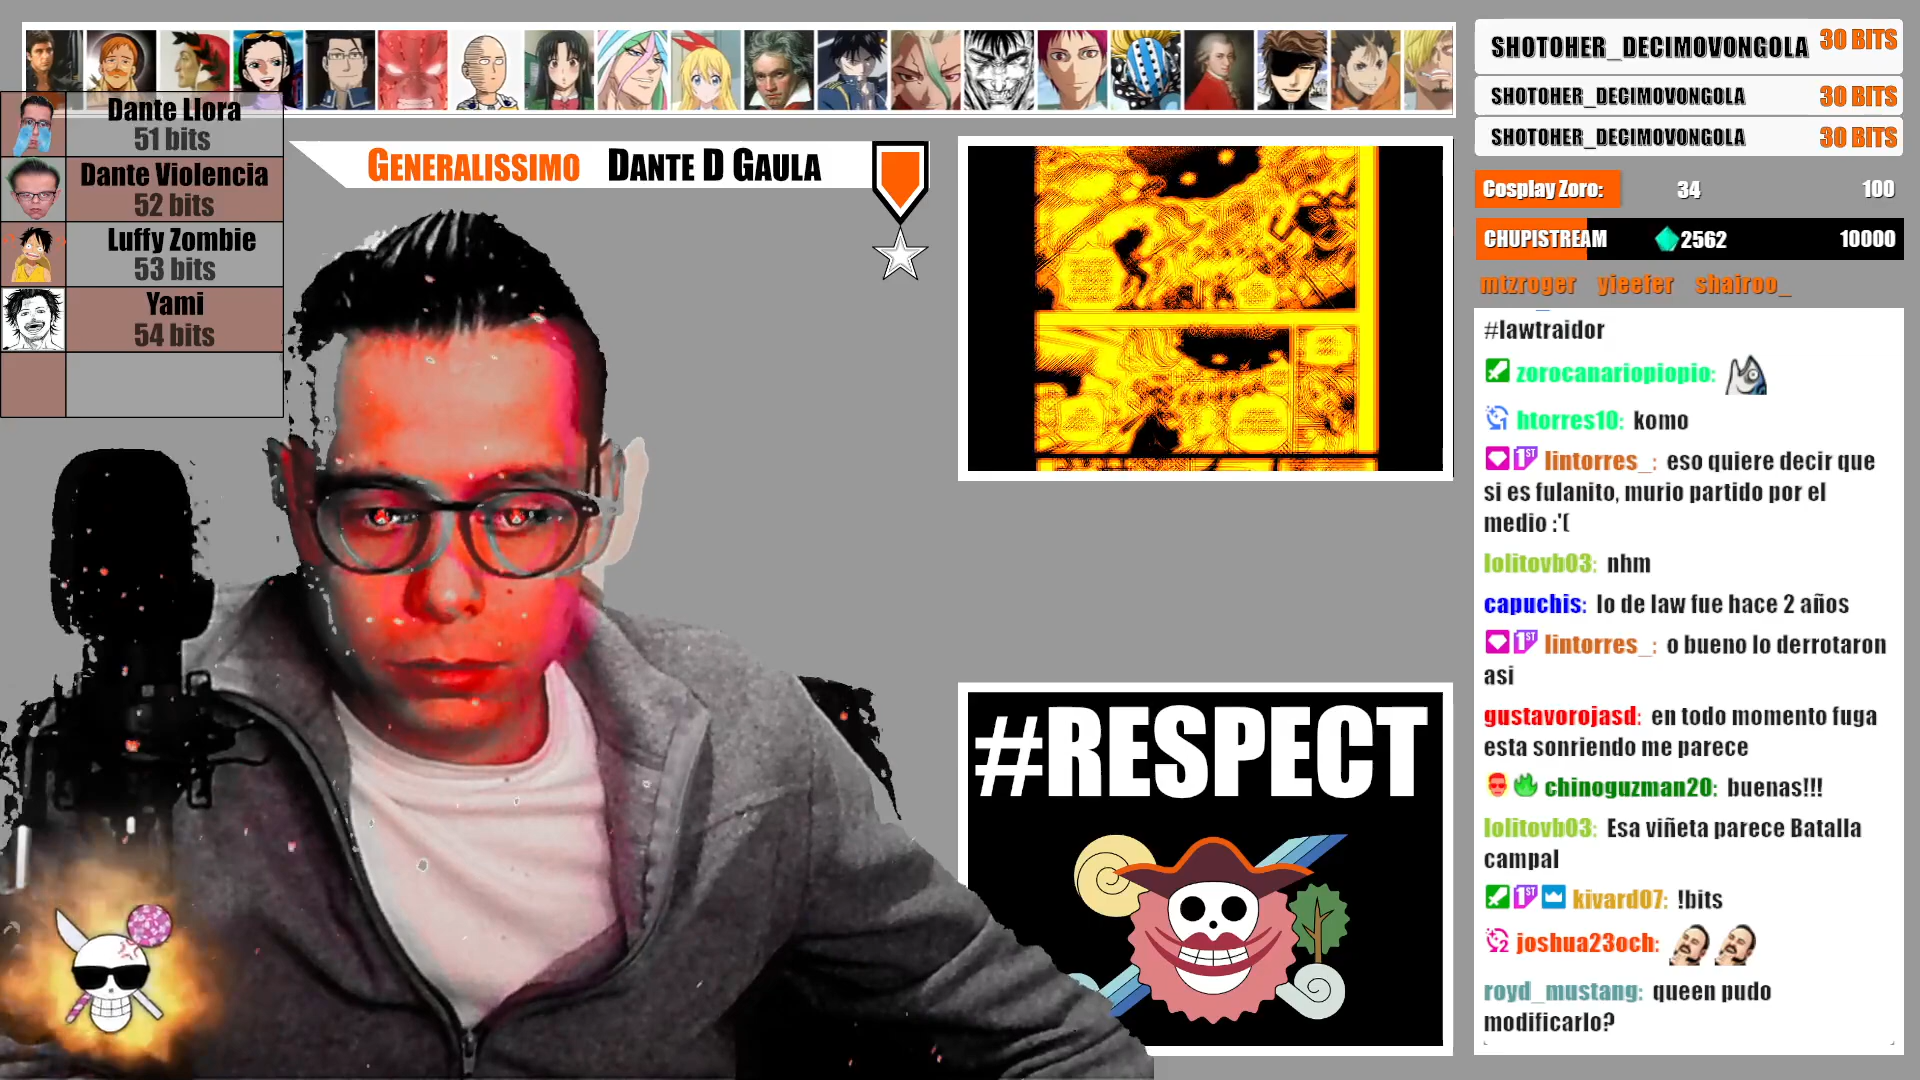 Dante Llora
51 bits
Dante Violencia
52 bits
Luffy Zombie
53 bits
Yami
54 bits
GENERALISSIMO DANTE D GAULA
#RESPECT
SHOTOHER_DECIMOVONGOLA 30 BITS
SHOTOHER_DECIMOVONGOLA 30 BITS
SHOTOHER_DECIMOVONGOLA 30 BITS
Cosplay Zoro: 34 100
CHUPISTREAM 2562 10000
mtzroger yieefer shairoo_
#lawtraidor
zorocanariopiopio:
htorres10: komo
1ST lintorres_: eso quiere decir que
si es fulanito, murio partido por el
medio :'(
lolitovb03: nhm
capuchis: lo de law fue hace 2 años
1ST lintorres_: o bueno lo derrotaron
asi
gustavorojasd: en todo momento fuga
esta sonriendo me parece
chinoguzman20: buenas!!!
lolitovb03: Esa viñeta parece Batalla
campal
1ST kivard07: !bits
2 joshua23och:
royd_mustang: queen pudo
modificarlo?